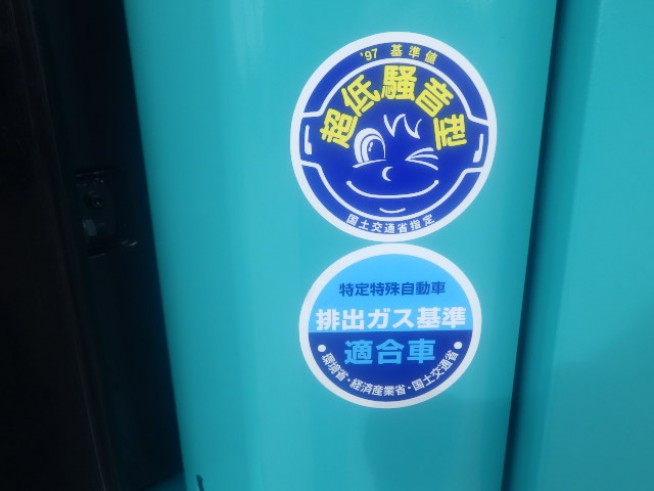 '97 基準値
超低騒音型
国土交通省指定
特定特殊自動車
排出ガス基準
適合車
●環境省・経済産業省・国土交通省●